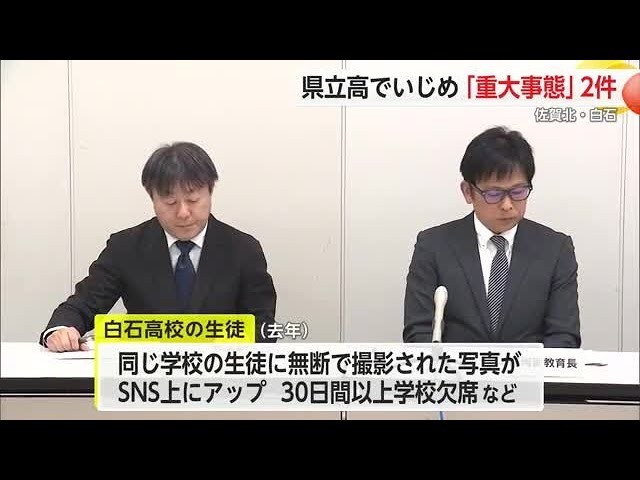 県立高でいじめ「重大事態」2件
佐賀北・白石
教育長
白石高校の生徒(去年)
同じ学校の生徒に無断で撮影された写真が
SNS上にアップ 30日間以上学校欠席など